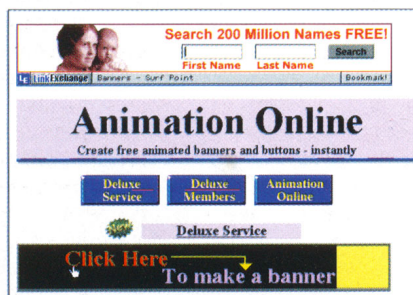 Search 200 Million Names FREE!
Search
First Name Last Name
LE LinkExchange Banners - Surf Point Bookmark!
Animation Online
Create free animated banners and buttons - instantly
Deluxe Service
Deluxe Members
Animation Online
New Deluxe Service
Click Here
To make a banner